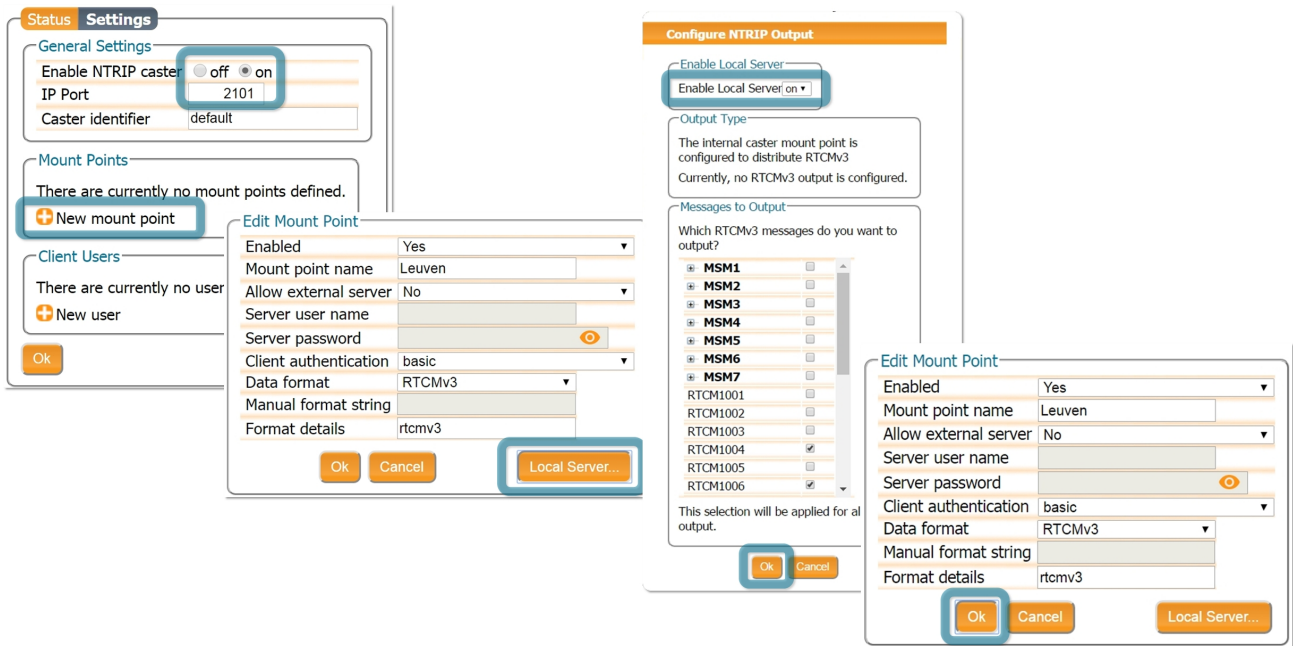 Status Settings
General Settings
Enable NTRIP caster off on
IP Port 2101
Caster identifier default
Mount Points
There are currently no mount points defined.
New mount point
Client Users
There are currently no user
New user
Ok
Edit Mount Point
Enabled Yes
Mount point name Leuven
Allow external server No
Server user name
Server password
Client authentication basic
Data format RTCMv3
Manual format string
Format details rtcmv3
Ok Cancel Local Server...
Configure NTRIP Output
Enable Local Server
Enable Local Server on
Output Type
The internal caster mount point is
configured to distribute RTCMv3
Currently, no RTCMv3 output is configured.
Messages to Output
Which RTCMv3 messages do you want to
output?
MSM1
MSM2
MSM3
MSM4
MSM5
MSM6
MSM7
RTCM1001
RTCM1002
RTCM1003
RTCM1004
RTCM1005
RTCM1006
This selection will be applied for al
output.
Ok Cancel
Edit Mount Point
Enabled Yes
Mount point name Leuven
Allow external server No
Server user name
Server password
Client authentication basic
Data format RTCMv3
Manual format string
Format details rtcmv3
Ok Cancel Local Server...